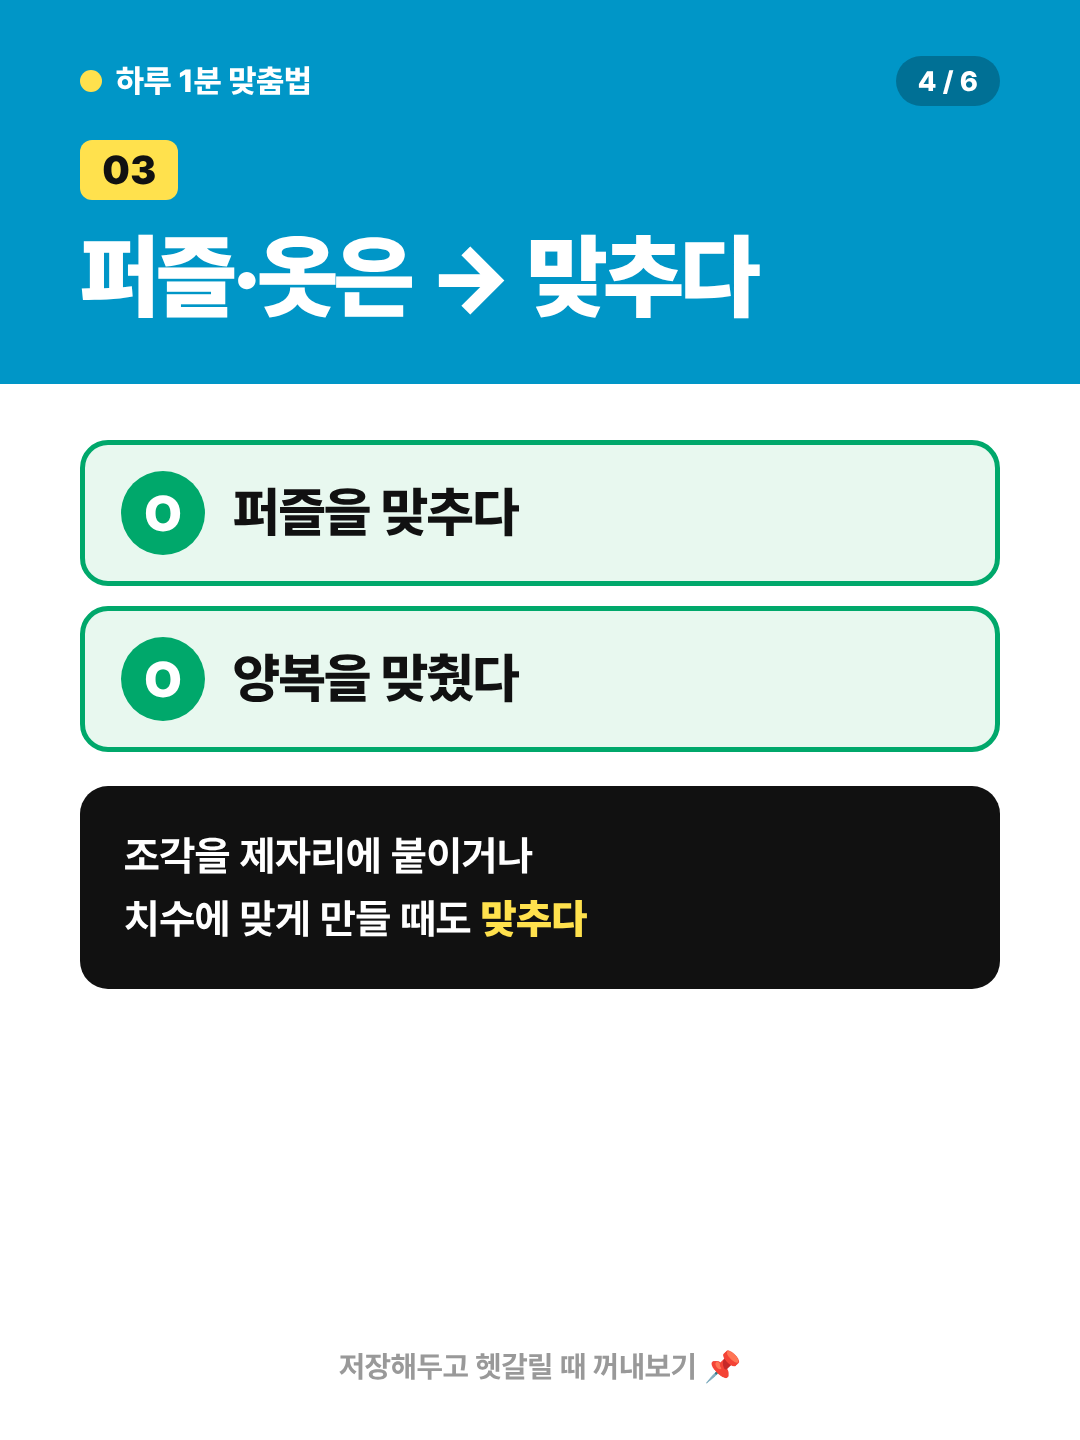 하루 1분 맞춤법
4 / 6
03
퍼즐·옷은 → 맞추다
O 퍼즐을 맞추다
O 양복을 맞췄다
조각을 제자리에 붙이거나
치수에 맞게 만들 때도 맞추다
저장해두고 헷갈릴 때 꺼내보기 📌